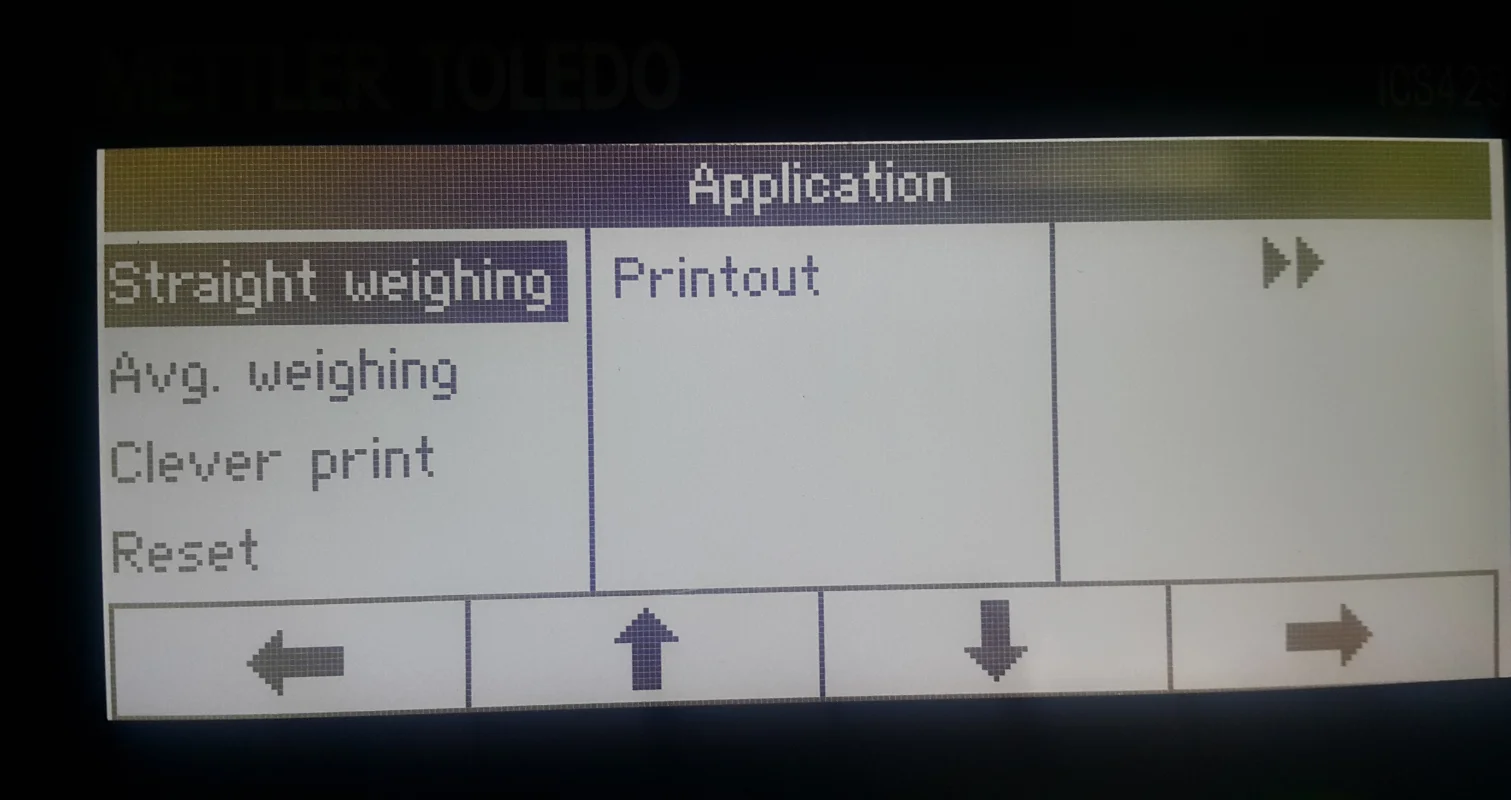 METTLER TOLEDO
Application
Straight weighing
Printout
Avg. weighing
Clever print
Reset